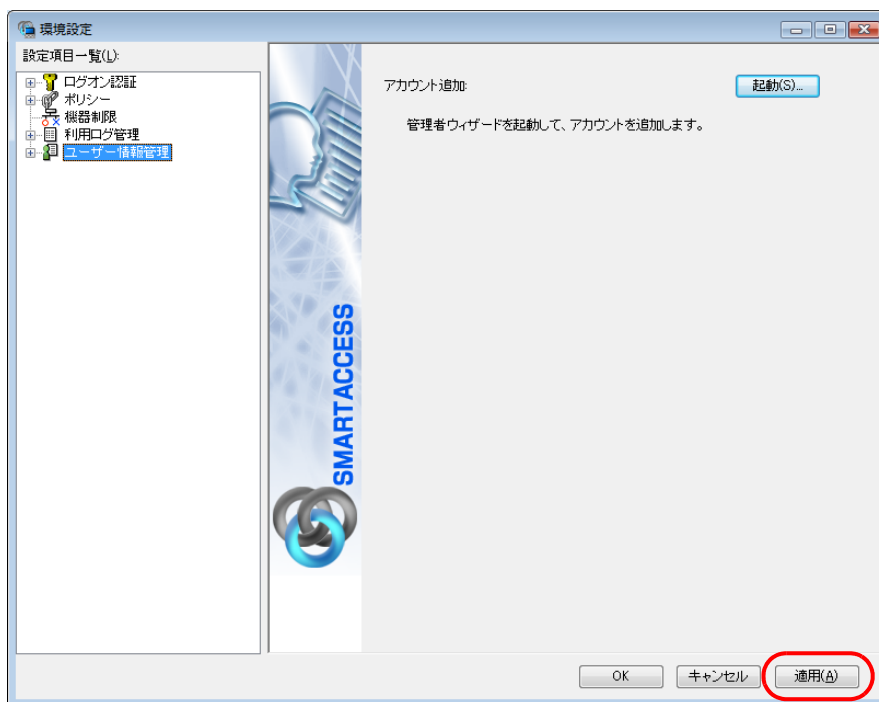 環境設定
設定項目一覧(L):
ログオン認証
ポリシー
機器制限
利用ログ管理
ユーザー情報管理
アカウント追加:
起動(S)...
管理者ウィザードを起動して、アカウントを追加します。
SMARTACCESS
OK
キャンセル
適用(A)